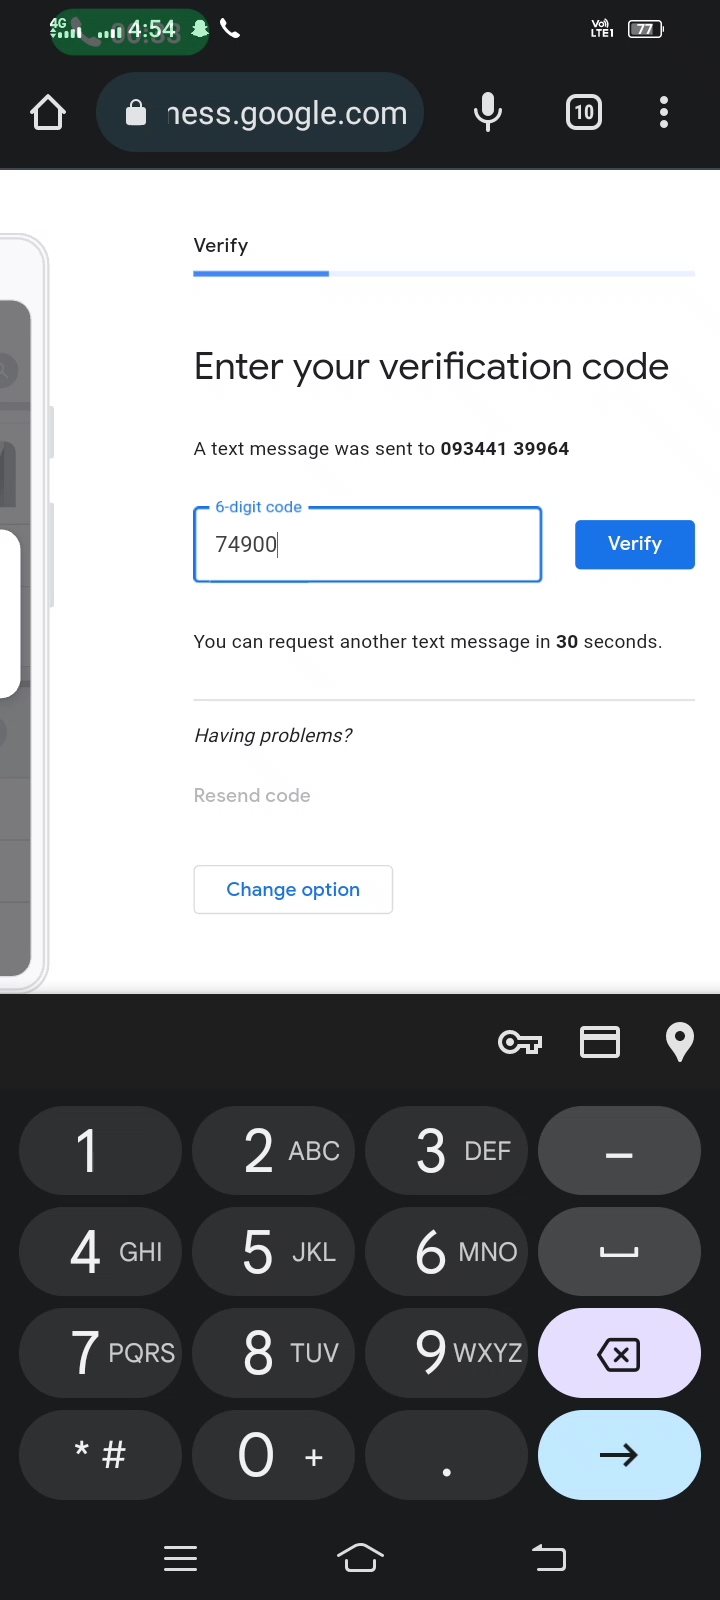 4G 4:54 Vo) LTE1 77
ness.google.com 10
Verify
Enter your verification code
A text message was sent to 093441 39964
6-digit code
74900 Verify
You can request another text message in 30 seconds.
Having problems?
Resend code
Change option
1 2 ABC 3 DEF –
4 GHI 5 JKL 6 MNO
7 PQRS 8 TUV 9 WXYZ
* # 0 + .